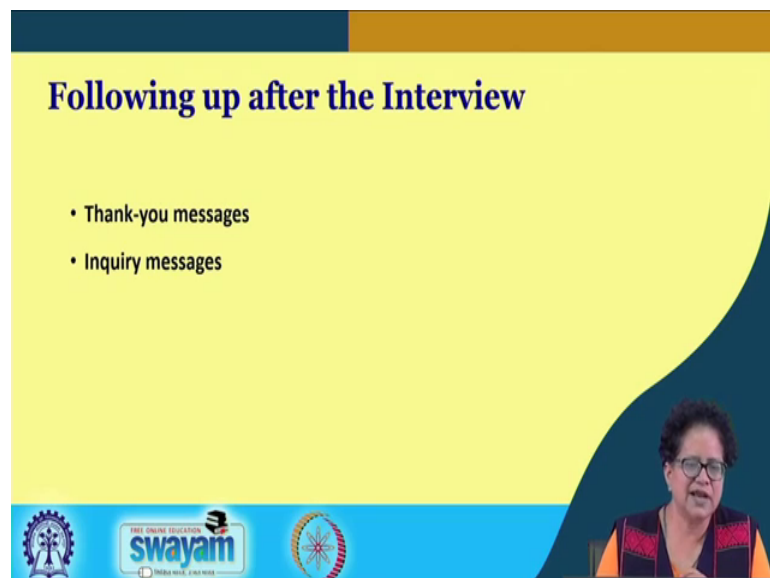 Following up after the Interview
• Thank-you messages
• Inquiry messages
FREE ONLINE EDUCATION
swayam